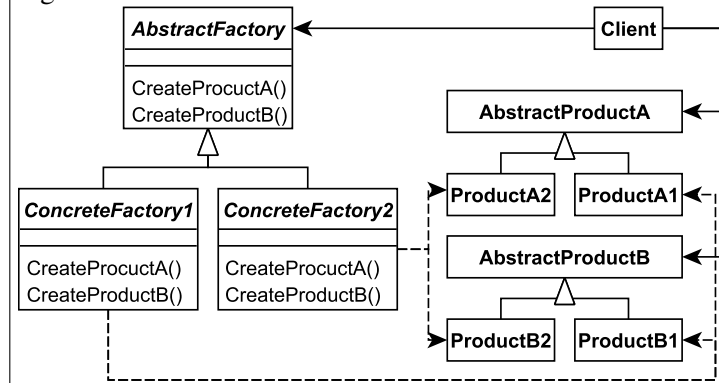 AbstractFactory
CreateProcuctA()
CreateProductB()
Client
AbstractProductA
ProductA2
ProductA1
ConcreteFactory1
CreateProcuctA()
CreateProductB()
ConcreteFactory2
CreateProcuctA()
CreateProductB()
AbstractProductB
ProductB2
ProductB1